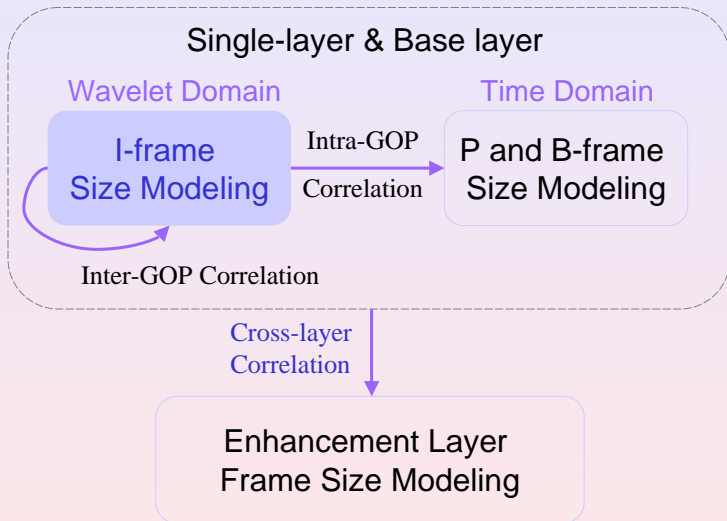 Single-layer & Base layer
Wavelet Domain
Time Domain
I-frame
Size Modeling
Intra-GOP
Correlation
P and B-frame
Size Modeling
Inter-GOP Correlation
Cross-layer
Correlation
Enhancement Layer
Frame Size Modeling